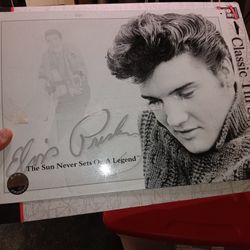 Elvis Presley
The Sun Never Sets On A Legend
Classic